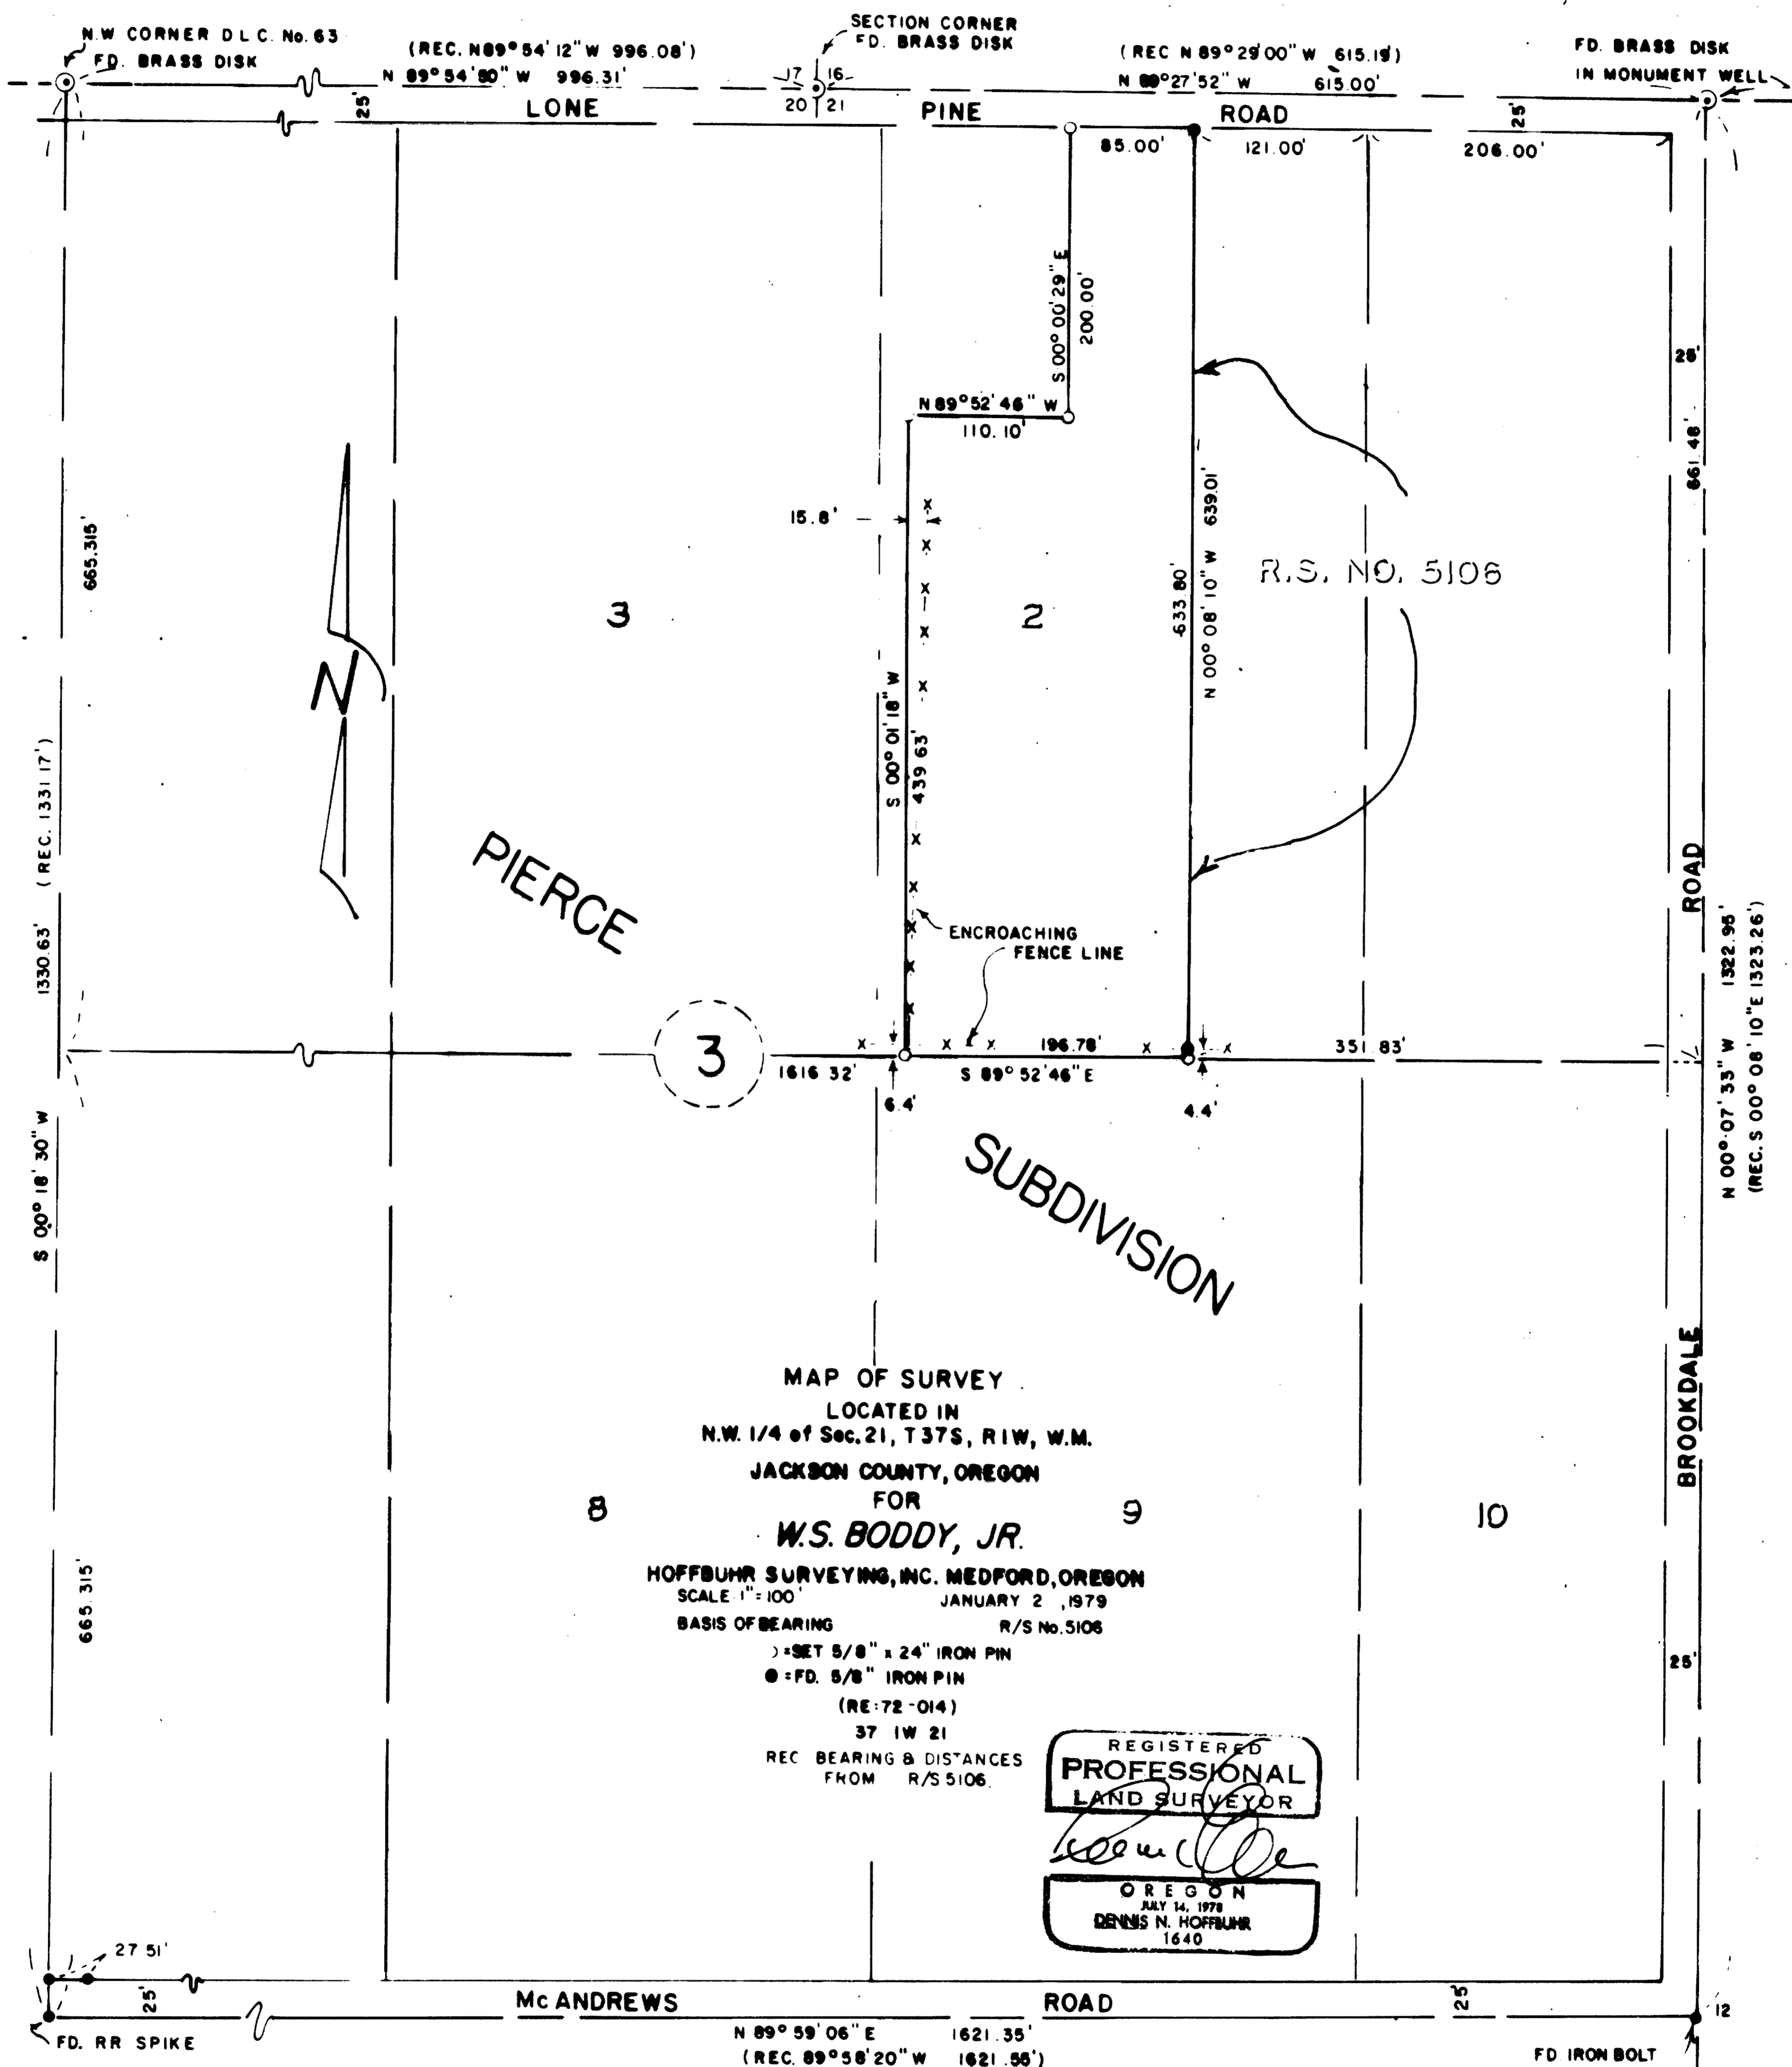 N.W CORNER D L C. No. 63
FD. BRASS DISK
(REC. N89°54'12"W 996.08')
N 89°54'50" W 996.31'
SECTION CORNER
FD. BRASS DISK
17 16
20 21
(REC N 89°29'00" W 615.19')
N 89°27'52" W 615.00'
FD. BRASS DISK
IN MONUMENT WELL
25'
LONE PINE ROAD
25'
85.00'
121.00'
206.00'
S 00°00'29" E
200.00'
N 89°52'46" W
110.10'
25'
661.48'
15.8'
665.315'
3
2
633.80'
N 00°08'10" W 639.01'
R.S. NO. 5106
N
S 00°01'18" W
439 63'
(REC. 1331 17')
1330.63'
PIERCE
ENCROACHING
FENCE LINE
ROAD
N 00°07'33" W 1322.95'
(REC. S 00°08'10"E 1323.26')
3
1616 32'
196.78'
S 89°52'46" E
351 83'
6.4'
4.4'
S 00°18'30" W
SUBDIVISION
BROOKDALE
MAP OF SURVEY
LOCATED IN
N.W. 1/4 of Sec. 21, T37S, R1W, W.M.
JACKSON COUNTY, OREGON
FOR
W.S. BODDY, JR.
8
9
10
HOFFBUHR SURVEYING, INC. MEDFORD, OREGON
SCALE 1"=100' JANUARY 2 ,1979
BASIS OF BEARING R/S No. 5106
=SET 5/8" x 24" IRON PIN
=FD. 5/8" IRON PIN
(RE:72-014)
37 1W 21
REC BEARING & DISTANCES
FROM R/S 5106.
665.315'
25'
REGISTERED
PROFESSIONAL
LAND SURVEYOR
OREGON
JULY 14, 1978
DENNIS N. HOFFBUHR
1640
27 51'
25'
McANDREWS ROAD
25'
12
FD. RR SPIKE
N 89°59'06"E 1621.35'
(REC. 89°58'20"W 1621.55')
FD IRON BOLT